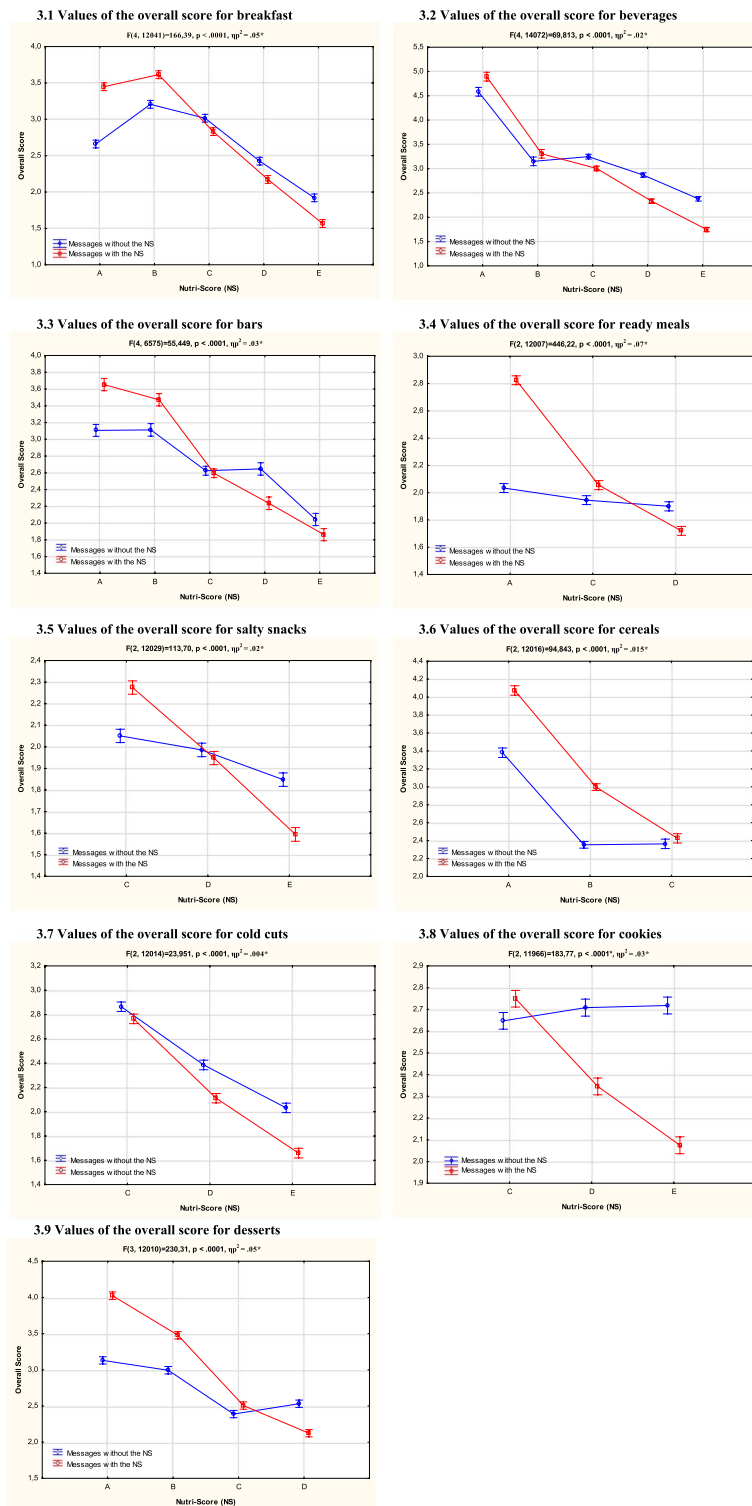 3.1 Values of the overall score for breakfast
F(4, 12041)=166,39, p < .0001, ηp² = .05*
4,0
3,5
3,0
2,5
2,0
1,5
1,0
Overall Score
Messages without the NS
Messages with the NS
A B C D E
Nutri-Score (NS)
3.2 Values of the overall score for beverages
F(4, 14072)=69,813, p < .0001, ηp² = .02*
5,5
5,0
4,5
4,0
3,5
3,0
2,5
2,0
1,5
1,0
Overall Score
Messages without the NS
Messages with the NS
A B C D E
Nutri-Score (NS)
3.3 Values of the overall score for bars
F(4, 6575)=55,449, p < .0001, ηp² = .03*
4,0
3,8
3,6
3,4
3,2
3,0
2,8
2,6
2,4
2,2
2,0
1,8
1,6
1,4
Overall Score
Messages without the NS
Messages with the NS
A B C D E
Nutri-Score (NS)
3.4 Values of the overall score for ready meals
F(2, 12007)=446,22, p < .0001, ηp² = .07*
3,0
2,8
2,6
2,4
2,2
2,0
1,8
1,6
1,4
Overall Score
Messages without the NS
Messages with the NS
A C D
Nutri-Score (NS)
3.5 Values of the overall score for salty snacks
F(2, 12029)=113,70, p < .0001, ηp² = .02*
2,4
2,3
2,2
2,1
2,0
1,9
1,8
1,7
1,6
1,5
1,4
Overall Score
Messages without the NS
Messages with the NS
C D E
Nutri-Score (NS)
3.6 Values of the overall score for cereals
F(2, 12016)=94,843, p < .0001, ηp² = .015*
4,4
4,2
4,0
3,8
3,6
3,4
3,2
3,0
2,8
2,6
2,4
2,2
2,0
Overall Score
Messages without the NS
Messages with the NS
A B C
Nutri-Score (NS)
3.7 Values of the overall score for cold cuts
F(2, 12014)=23,951, p < .0001, ηp² = .004*
3,2
3,0
2,8
2,6
2,4
2,2
2,0
1,8
1,6
1,4
Overall Score
Messages without the NS
Messages with the NS
C D E
Nutri-Score (NS)
3.8 Values of the overall score for cookies
F(2, 11966)=183,77, p < .0001*, ηp² = .03*
2,9
2,8
2,7
2,6
2,5
2,4
2,3
2,2
2,1
2,0
1,9
Overall Score
Messages without the NS
Messages with the NS
C D E
Nutri-Score (NS)
3.9 Values of the overall score for desserts
F(3, 12010)=230,31, p < .0001, ηp² = .05*
4,5
4,0
3,5
3,0
2,5
2,0
1,5
Overall Score
Messages without the NS
Messages with the NS
A B C D
Nutri-Score (NS)